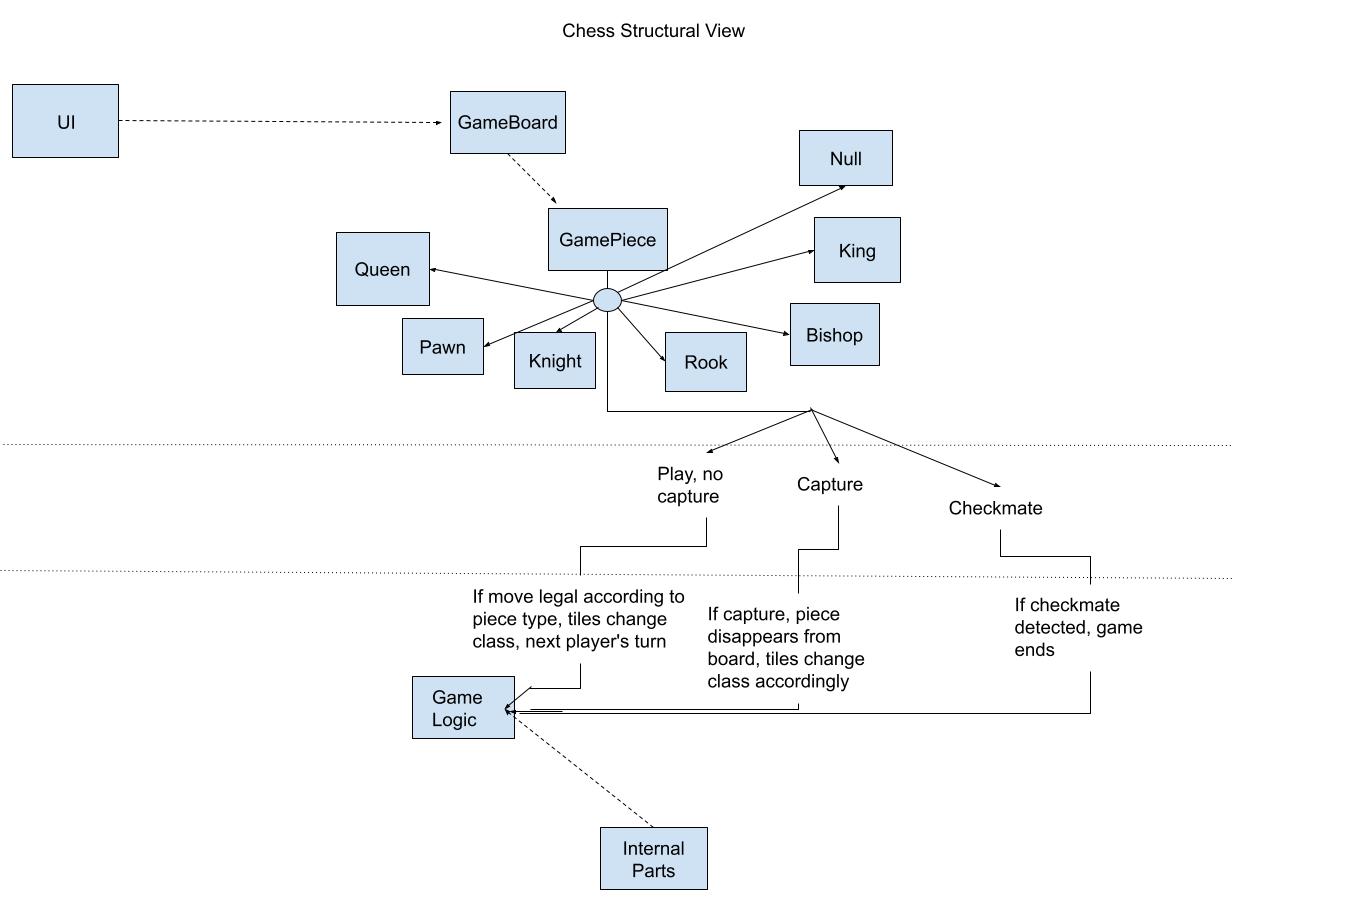 Chess Structural View
UI
GameBoard
Null
GamePiece
King
Queen
Bishop
Pawn
Knight
Rook
Play, no
capture
Capture
Checkmate
If move legal according to
piece type, tiles change
class, next player's turn
If capture, piece
disappears from
board, tiles change
class accordingly
If checkmate
detected, game
ends
Game
Logic
Internal
Parts